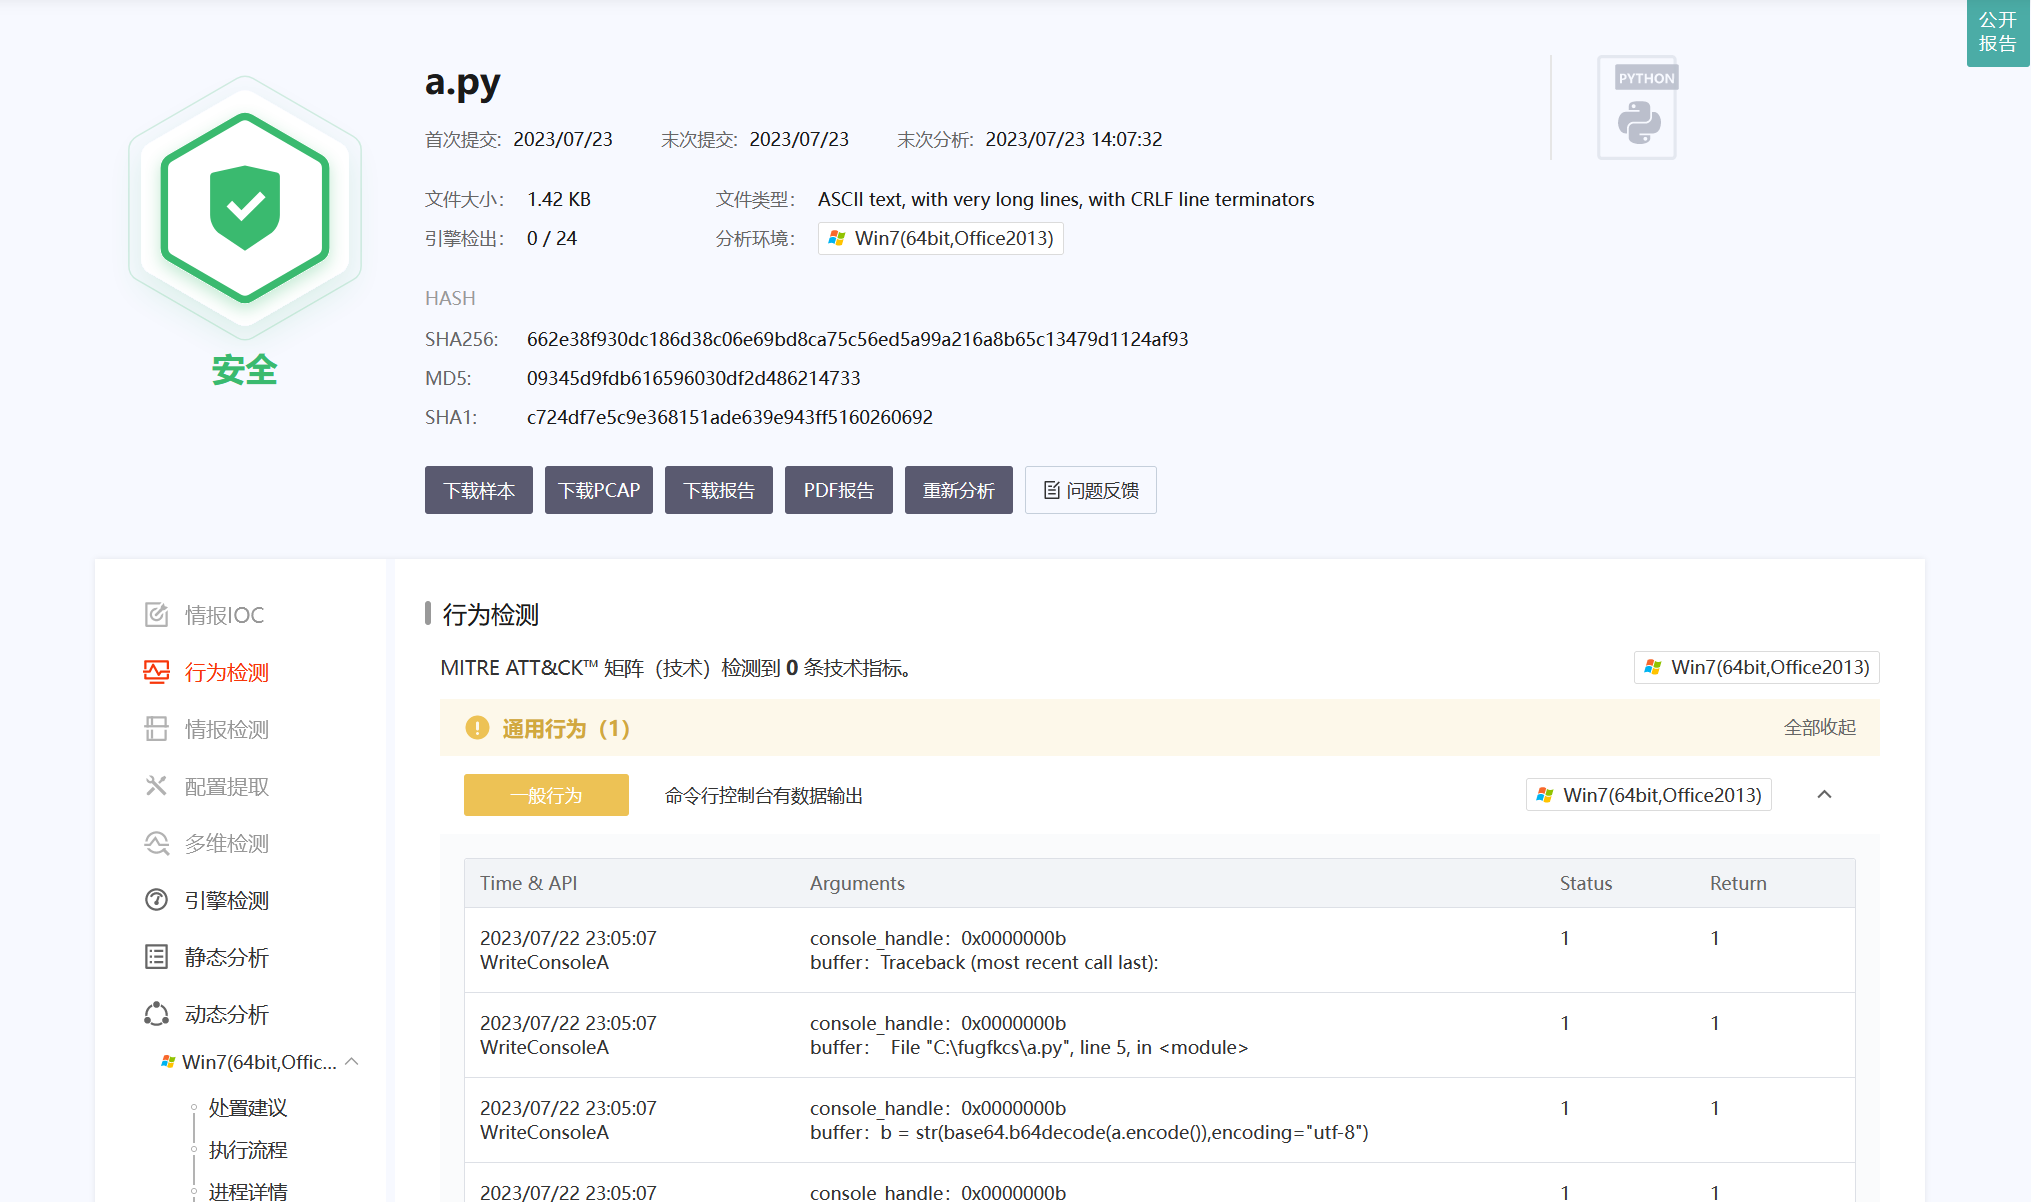 公开
报告
PYTHON
a.py
首次提交: 2023/07/23 末次提交: 2023/07/23 末次分析: 2023/07/23 14:07:32
文件大小: 1.42 KB 文件类型: ASCII text, with very long lines, with CRLF line terminators
引擎检出: 0 / 24 分析环境: Win7(64bit,Office2013)
安全
HASH
SHA256: 662e38f930dc186d38c06e69bd8ca75c56ed5a99a216a8b65c13479d1124af93
MD5: 09345d9fdb616596030df2d486214733
SHA1: c724df7e5c9e368151ade639e943ff5160260692
下载样本 下载PCAP 下载报告 PDF报告 重新分析 问题反馈
情报IOC
行为检测
情报检测
配置提取
多维检测
引擎检测
静态分析
动态分析
Win7(64bit,Offic...
处置建议
执行流程
进程详情
行为检测
MITRE ATT&CK™ 矩阵（技术）检测到 0 条技术指标。 Win7(64bit,Office2013)
通用行为（1） 全部收起
一般行为 命令行控制台有数据输出 Win7(64bit,Office2013)
Time & API Arguments Status Return
2023/07/22 23:05:07 console_handle： 0x0000000b 1 1
WriteConsoleA buffer： Traceback (most recent call last):
2023/07/22 23:05:07 console_handle： 0x0000000b 1 1
WriteConsoleA buffer： File "C:\fugfkcs\a.py", line 5, in <module>
2023/07/22 23:05:07 console_handle： 0x0000000b 1 1
WriteConsoleA buffer： b = str(base64.b64decode(a.encode()),encoding="utf-8")
2023/07/22 23:05:07 console_handle： 0x0000000b 1 1